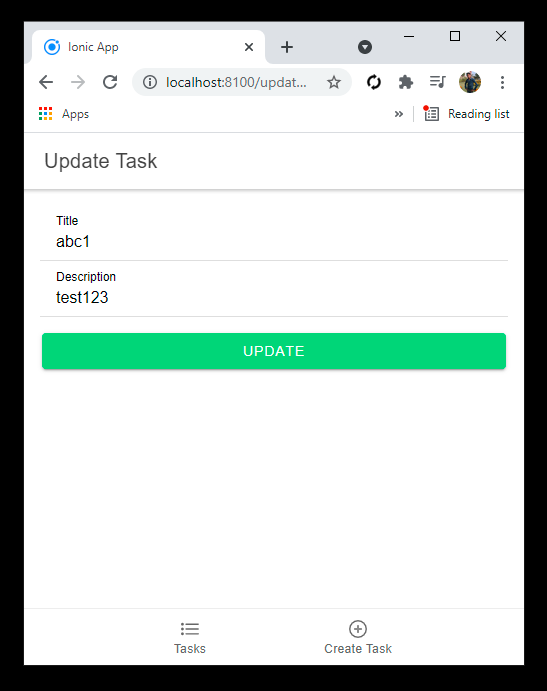 Ionic App
localhost:8100/updat...
Apps
Reading list
Update Task
Title
abc1
Description
test123
UPDATE
Tasks
Create Task